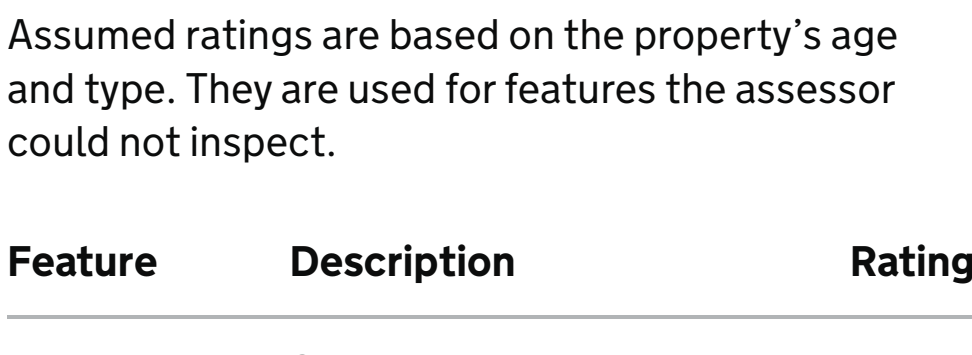 Assumed ratings are based on the property’s age
and type. They are used for features the assessor
could not inspect.
Feature Description Rating